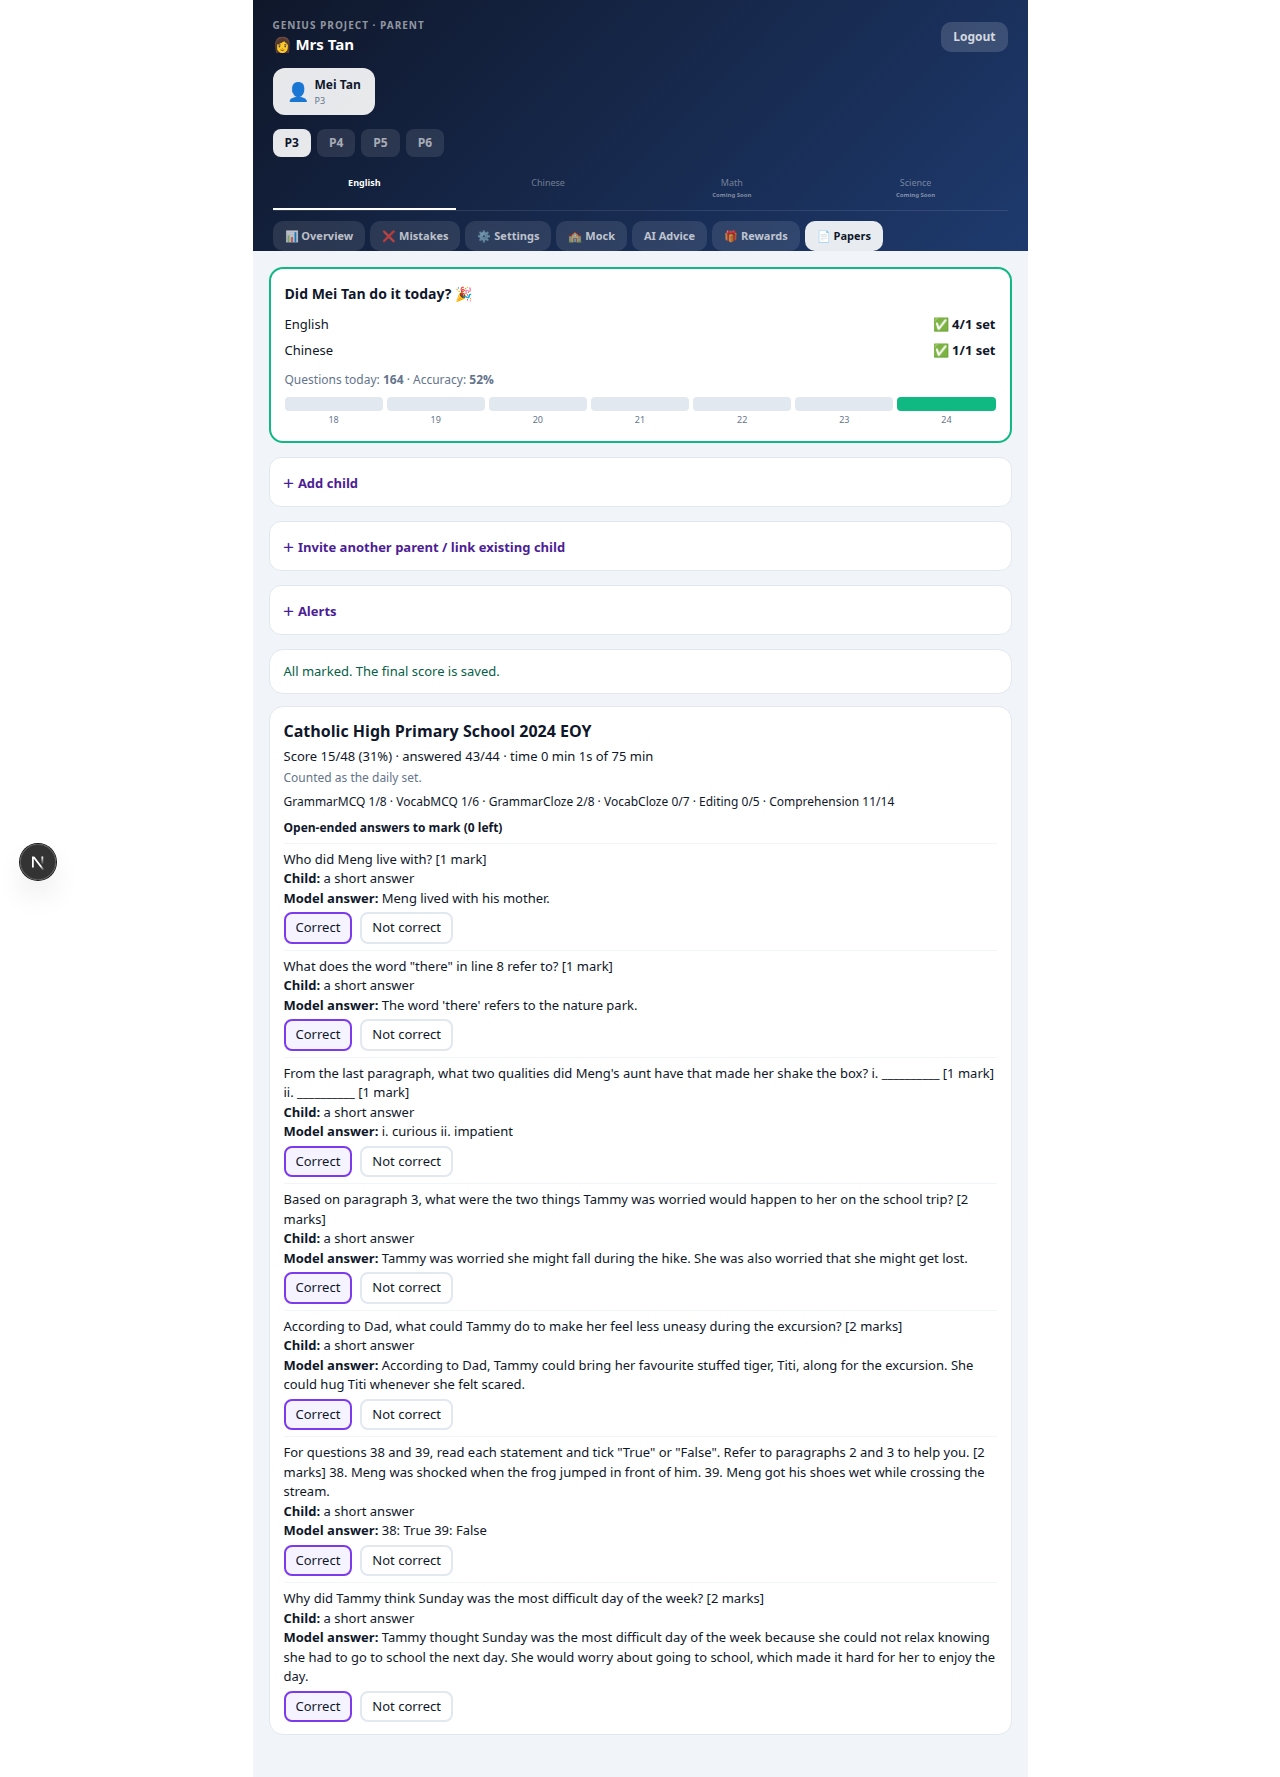 GENIUS PROJECT · PARENT
👩 Mrs Tan
Logout
Mei Tan
P3
P3 P4 P5 P6
English Chinese Math Science
Coming Soon Coming Soon
📊 Overview ❌ Mistakes ⚙️ Settings 🏫 Mock AI Advice 🎁 Rewards 📄 Papers
Did Mei Tan do it today? 🎉
English ✅ 4/1 set
Chinese ✅ 1/1 set
Questions today: 164 · Accuracy: 52%
18 19 20 21 22 23 24
+ Add child
+ Invite another parent / link existing child
+ Alerts
All marked. The final score is saved.
Catholic High Primary School 2024 EOY
Score 15/48 (31%) · answered 43/44 · time 0 min 1s of 75 min
Counted as the daily set.
GrammarMCQ 1/8 · VocabMCQ 1/6 · GrammarCloze 2/8 · VocabCloze 0/7 · Editing 0/5 · Comprehension 11/14
Open-ended answers to mark (0 left)
Who did Meng live with? [1 mark]
Child: a short answer
Model answer: Meng lived with his mother.
Correct Not correct
What does the word "there" in line 8 refer to? [1 mark]
Child: a short answer
Model answer: The word 'there' refers to the nature park.
Correct Not correct
From the last paragraph, what two qualities did Meng's aunt have that made her shake the box? i. __________ [1 mark]
ii. __________ [1 mark]
Child: a short answer
Model answer: i. curious ii. impatient
Correct Not correct
Based on paragraph 3, what were the two things Tammy was worried would happen to her on the school trip? [2
marks]
Child: a short answer
Model answer: Tammy was worried she might fall during the hike. She was also worried that she might get lost.
Correct Not correct
According to Dad, what could Tammy do to make her feel less uneasy during the excursion? [2 marks]
Child: a short answer
Model answer: According to Dad, Tammy could bring her favourite stuffed tiger, Titi, along for the excursion. She
could hug Titi whenever she felt scared.
Correct Not correct
For questions 38 and 39, read each statement and tick "True" or "False". Refer to paragraphs 2 and 3 to help you. [2
marks] 38. Meng was shocked when the frog jumped in front of him. 39. Meng got his shoes wet while crossing the
stream.
Child: a short answer
Model answer: 38: True 39: False
Correct Not correct
Why did Tammy think Sunday was the most difficult day of the week? [2 marks]
Child: a short answer
Model answer: Tammy thought Sunday was the most difficult day of the week because she could not relax knowing
she had to go to school the next day. She would worry about going to school, which made it hard for her to enjoy the
day.
Correct Not correct
N